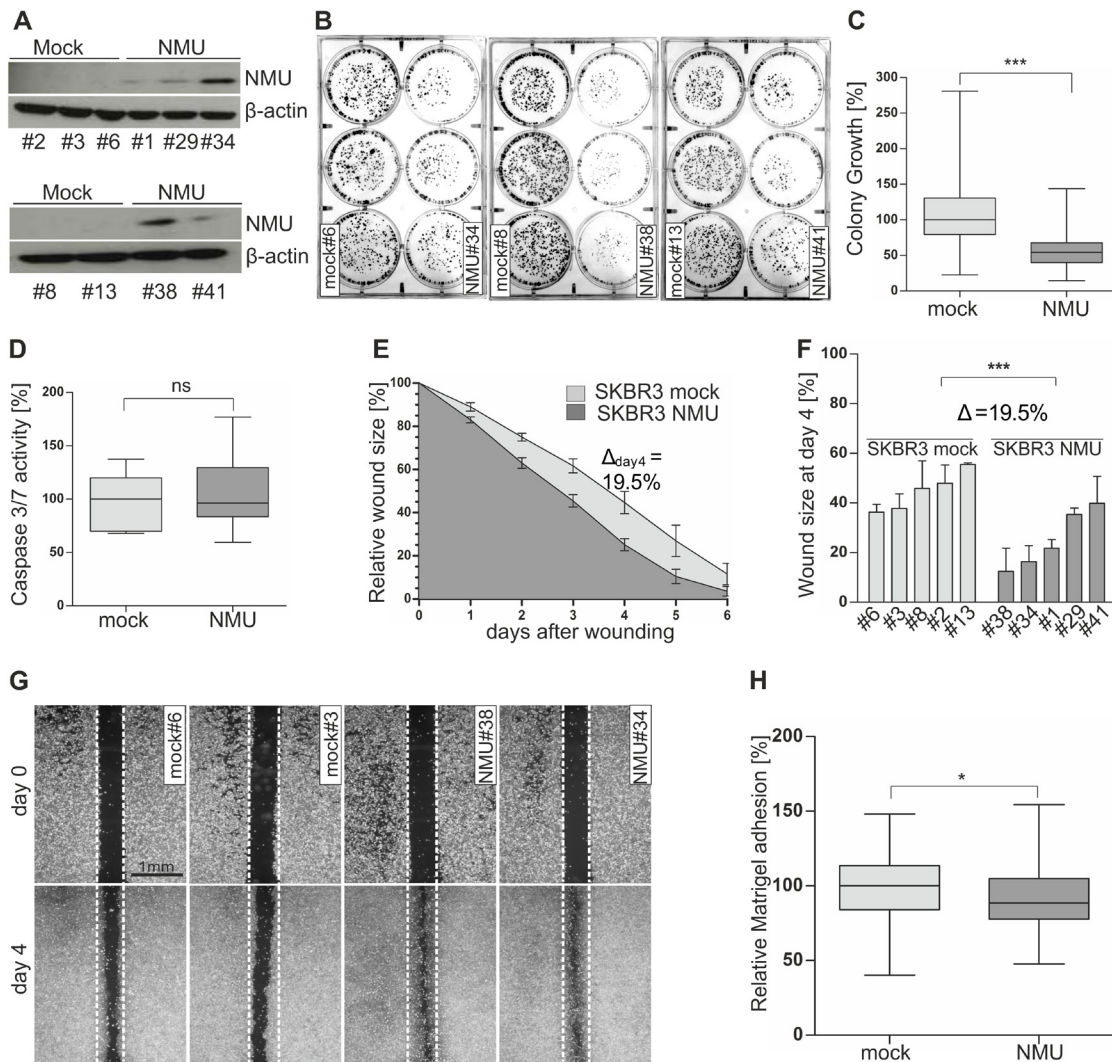 A
Mock NMU
NMU
β-actin
#2 #3 #6 #1 #29 #34
Mock NMU
NMU
β-actin
#8 #13 #38 #41
B
mock#6
NMU#34
mock#8
NMU#38
mock#13
NMU#41
C
Colony Growth [%]
300
250
200
150
100
50
0
***
mock NMU
D
Caspase 3/7 activity [%]
200
150
100
50
0
ns
mock NMU
E
Relative wound size [%]
100
80
60
40
20
0
SKBR3 mock
SKBR3 NMU
Δday4 =
19.5%
0 1 2 3 4 5 6
days after wounding
F
Wound size at day 4 [%]
100
80
60
40
20
0
***
Δ =19.5%
SKBR3 mock SKBR3 NMU
#6 #3 #8 #2 #13 #38 #34 #1 #29 #41
G
day 0
mock#6
mock#3
NMU#38
NMU#34
1mm
day 4
H
Relative Matrigel adhesion [%]
200
150
100
50
0
*
mock NMU